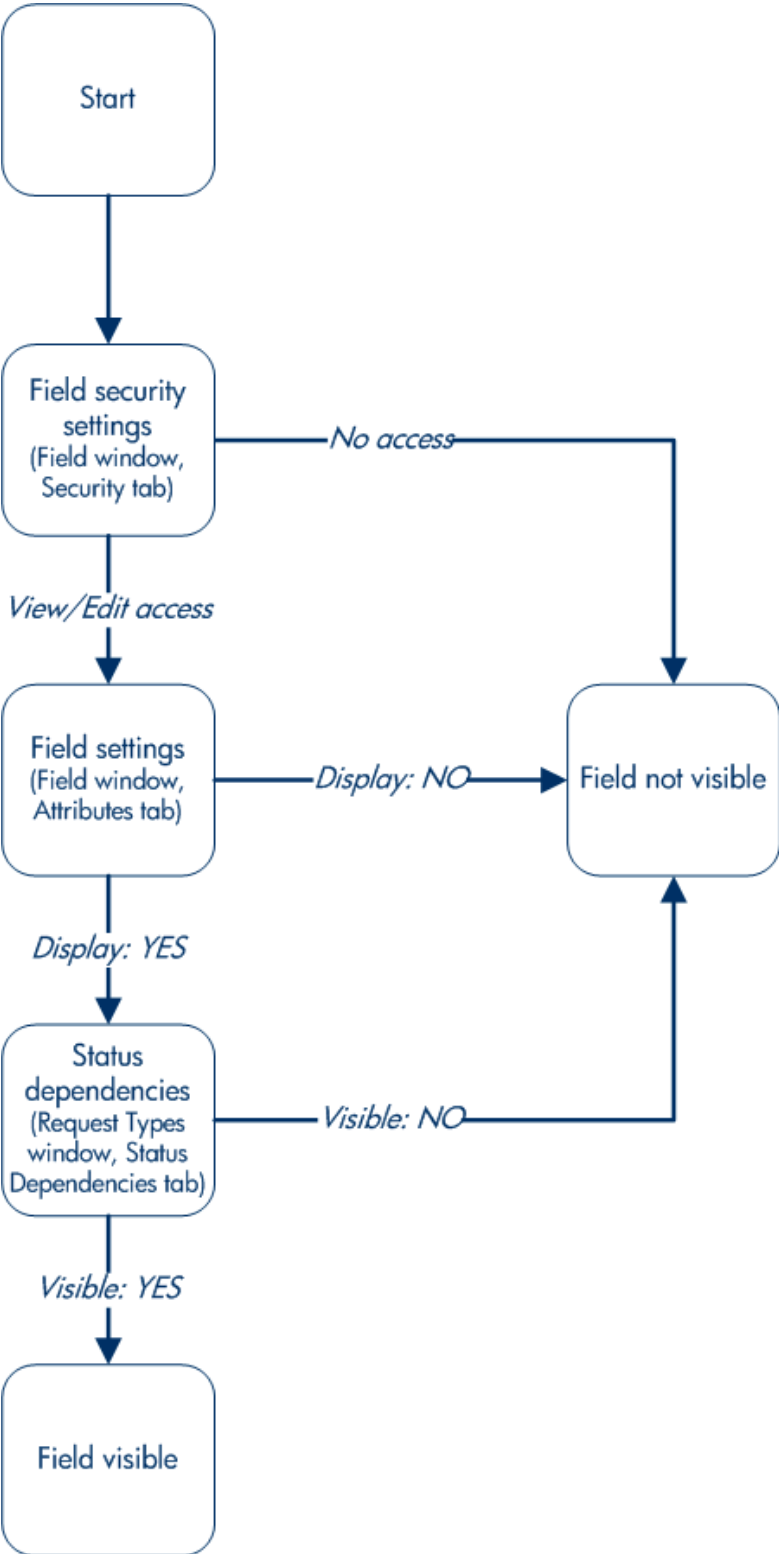 Start
Field security
settings
(Field window,
Security tab)
No access
View/Edit access
Field settings
(Field window,
Attributes tab)
Display: NO
Field not visible
Display: YES
Status
dependencies
(Request Types
window, Status
Dependencies tab)
Visible: NO
Visible: YES
Field visible